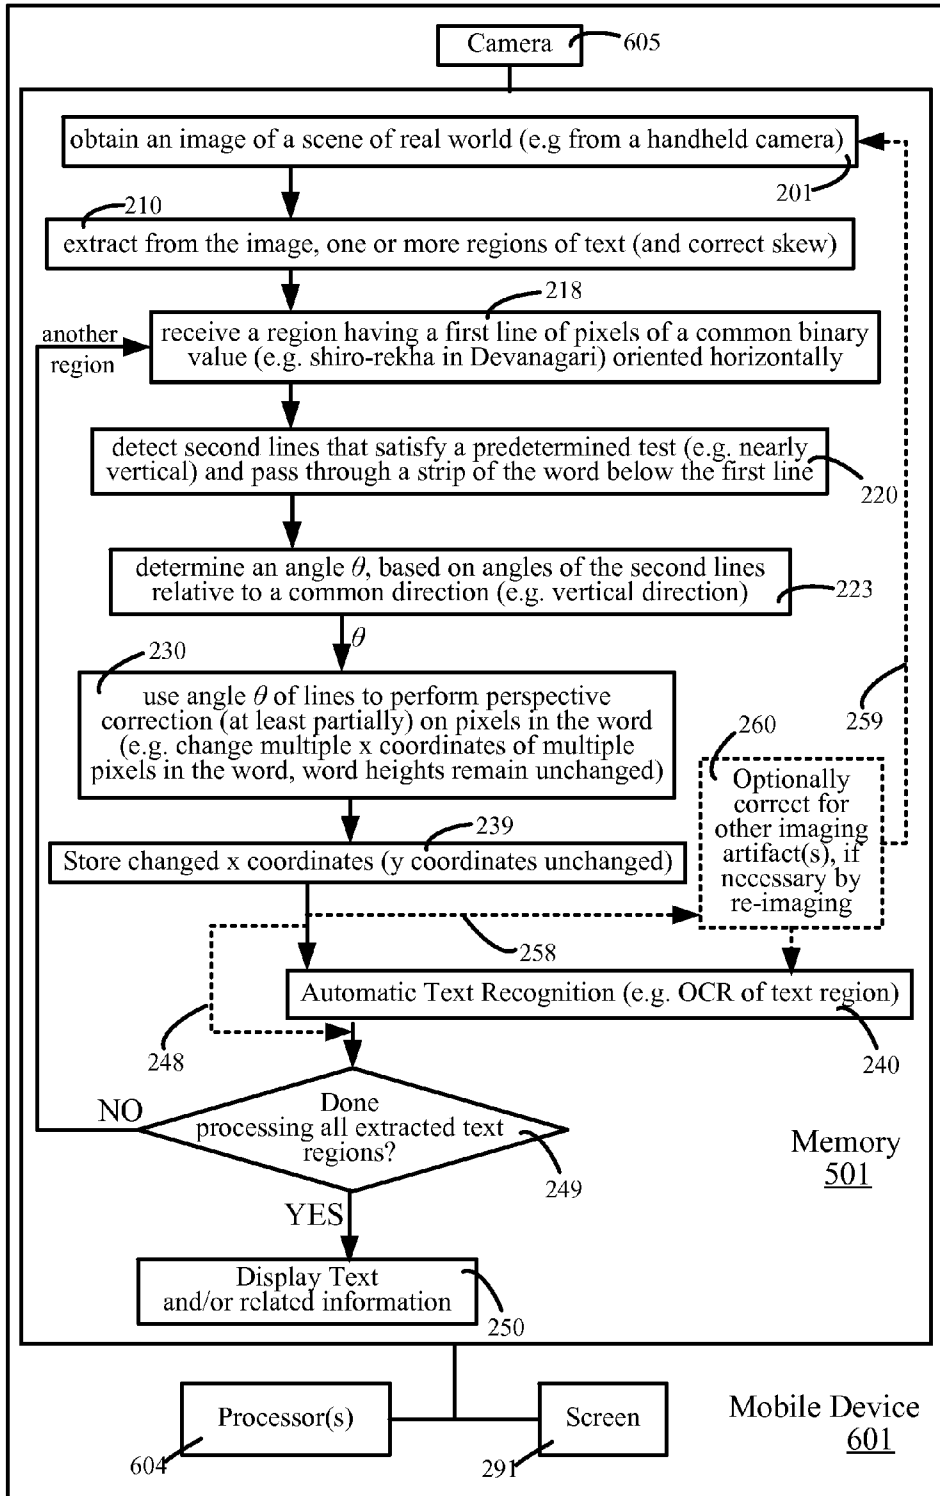 Camera
605
obtain an image of a scene of real world (e.g from a handheld camera)
201
210
extract from the image, one or more regions of text (and correct skew)
218
another
region
receive a region having a first line of pixels of a common binary
value (e.g. shiro-rekha in Devanagari) oriented horizontally
detect second lines that satisfy a predetermined test (e.g. nearly
vertical) and pass through a strip of the word below the first line
220
determine an angle θ, based on angles of the second lines
relative to a common direction (e.g. vertical direction)
223
θ
230
use angle θ of lines to perform perspective
correction (at least partially) on pixels in the word
(e.g. change multiple x coordinates of multiple
pixels in the word, word heights remain unchanged)
259
260
Optionally
correct for
other imaging
artifact(s), if
necessary by
re-imaging
239
Store changed x coordinates (y coordinates unchanged)
258
Automatic Text Recognition (e.g. OCR of text region)
248
240
NO
Done
processing all extracted text
regions?
249
Memory
501
YES
Display Text
and/or related information
250
Processor(s)
604
Screen
291
Mobile Device
601